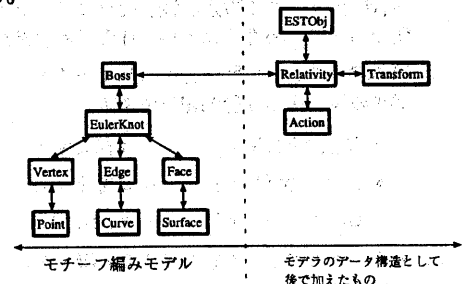 ESTObj
Boss
Relativity
Transform
EulerKnot
Action
Vertex
Edge
Face
Point
Curve
Surface
モチーフ編みモデル
モデラのデータ構造として
後で加えたもの